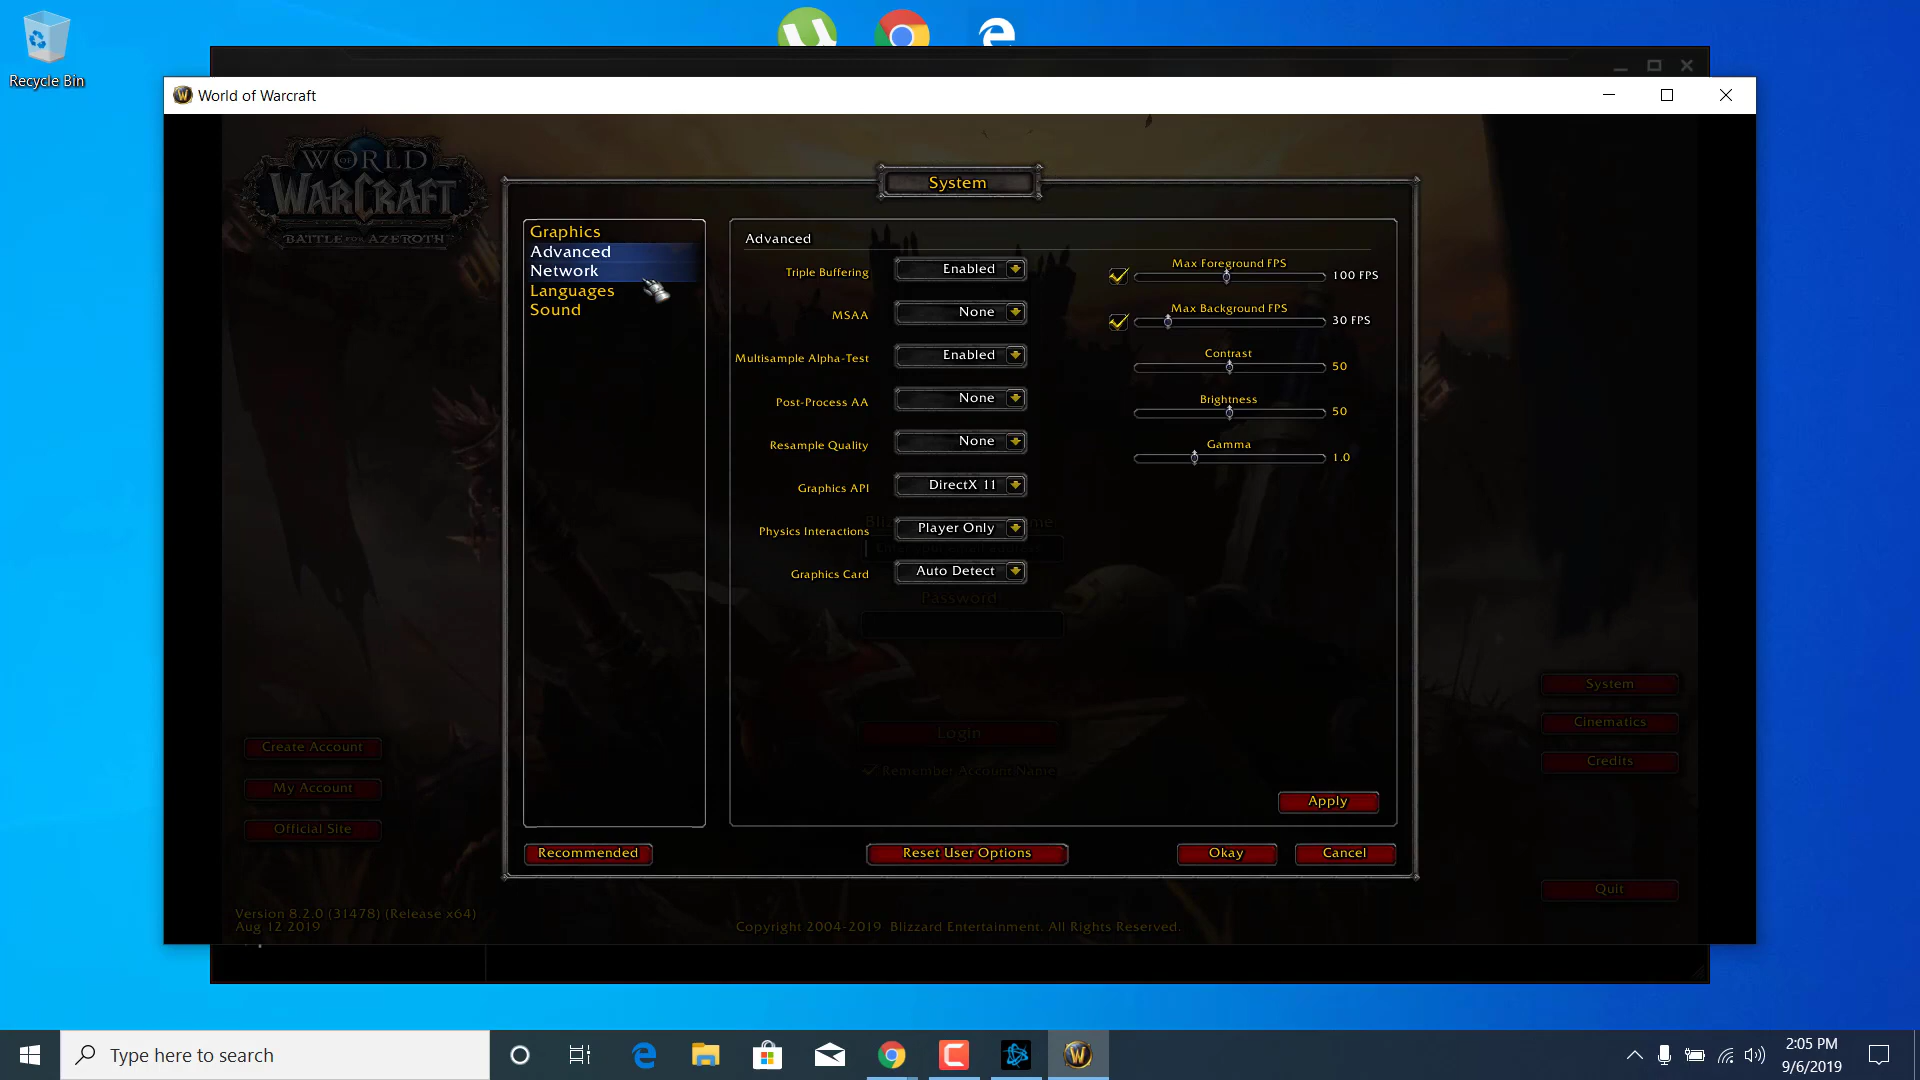 Recycle Bin
World of Warcraft
WORLD
OF
WARCRAFT
BATTLE FOR AZEROTH
System
Graphics
Advanced
Network
Languages
Sound
Advanced
Triple Buffering Enabled
MSAA None
Multisample Alpha-Test Enabled
Post-Process AA None
Resample Quality None
Graphics API DirectX 11
Physics Interactions Player Only
Graphics Card Auto Detect
Max Foreground FPS
100 FPS
Max Background FPS
30 FPS
Contrast
50
Brightness
50
Gamma
1.0
Password
Login
Remember Account Name
System
Cinematics
Credits
Create Account
My Account
Official Site
Apply
Recommended
Reset User Options
Okay
Cancel
Quit
Version 8.2.0 (31478) (Release x64)
Aug 12 2019
Copyright 2004-2019 Blizzard Entertainment. All Rights Reserved.
Type here to search
2:05 PM
9/6/2019